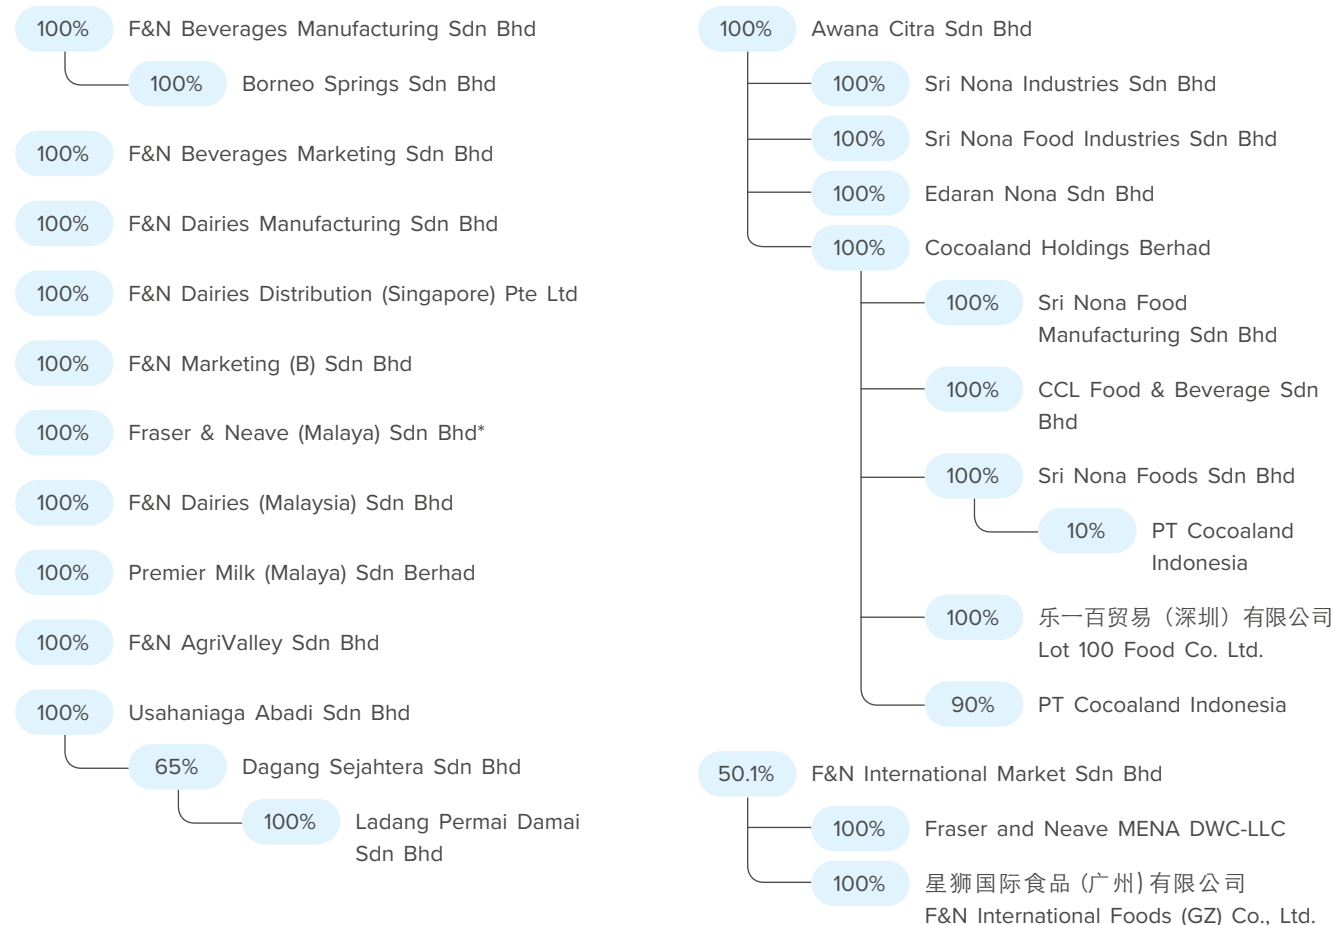 100% F&N Beverages Manufacturing Sdn Bhd
100% Borneo Springs Sdn Bhd
100% F&N Beverages Marketing Sdn Bhd
100% F&N Dairies Manufacturing Sdn Bhd
100% F&N Dairies Distribution (Singapore) Pte Ltd
100% F&N Marketing (B) Sdn Bhd
100% Fraser & Neave (Malaya) Sdn Bhd*
100% F&N Dairies (Malaysia) Sdn Bhd
100% Premier Milk (Malaya) Sdn Berhad
100% F&N AgriValley Sdn Bhd
100% Usahaniaga Abadi Sdn Bhd
65% Dagang Sejahtera Sdn Bhd
100% Ladang Permai Damai
Sdn Bhd
100% Awana Citra Sdn Bhd
100% Sri Nona Industries Sdn Bhd
100% Sri Nona Food Industries Sdn Bhd
100% Edaran Nona Sdn Bhd
100% Cocoaland Holdings Berhad
100% Sri Nona Food
Manufacturing Sdn Bhd
100% CCL Food & Beverage Sdn
Bhd
100% Sri Nona Foods Sdn Bhd
10% PT Cocoaland
Indonesia
100% 乐一百贸易（深圳）有限公司
Lot 100 Food Co. Ltd.
90% PT Cocoaland Indonesia
50.1% F&N International Market Sdn Bhd
100% Fraser and Neave MENA DWC-LLC
100% 星狮国际食品 (广州) 有限公司
F&N International Foods (GZ) Co., Ltd.